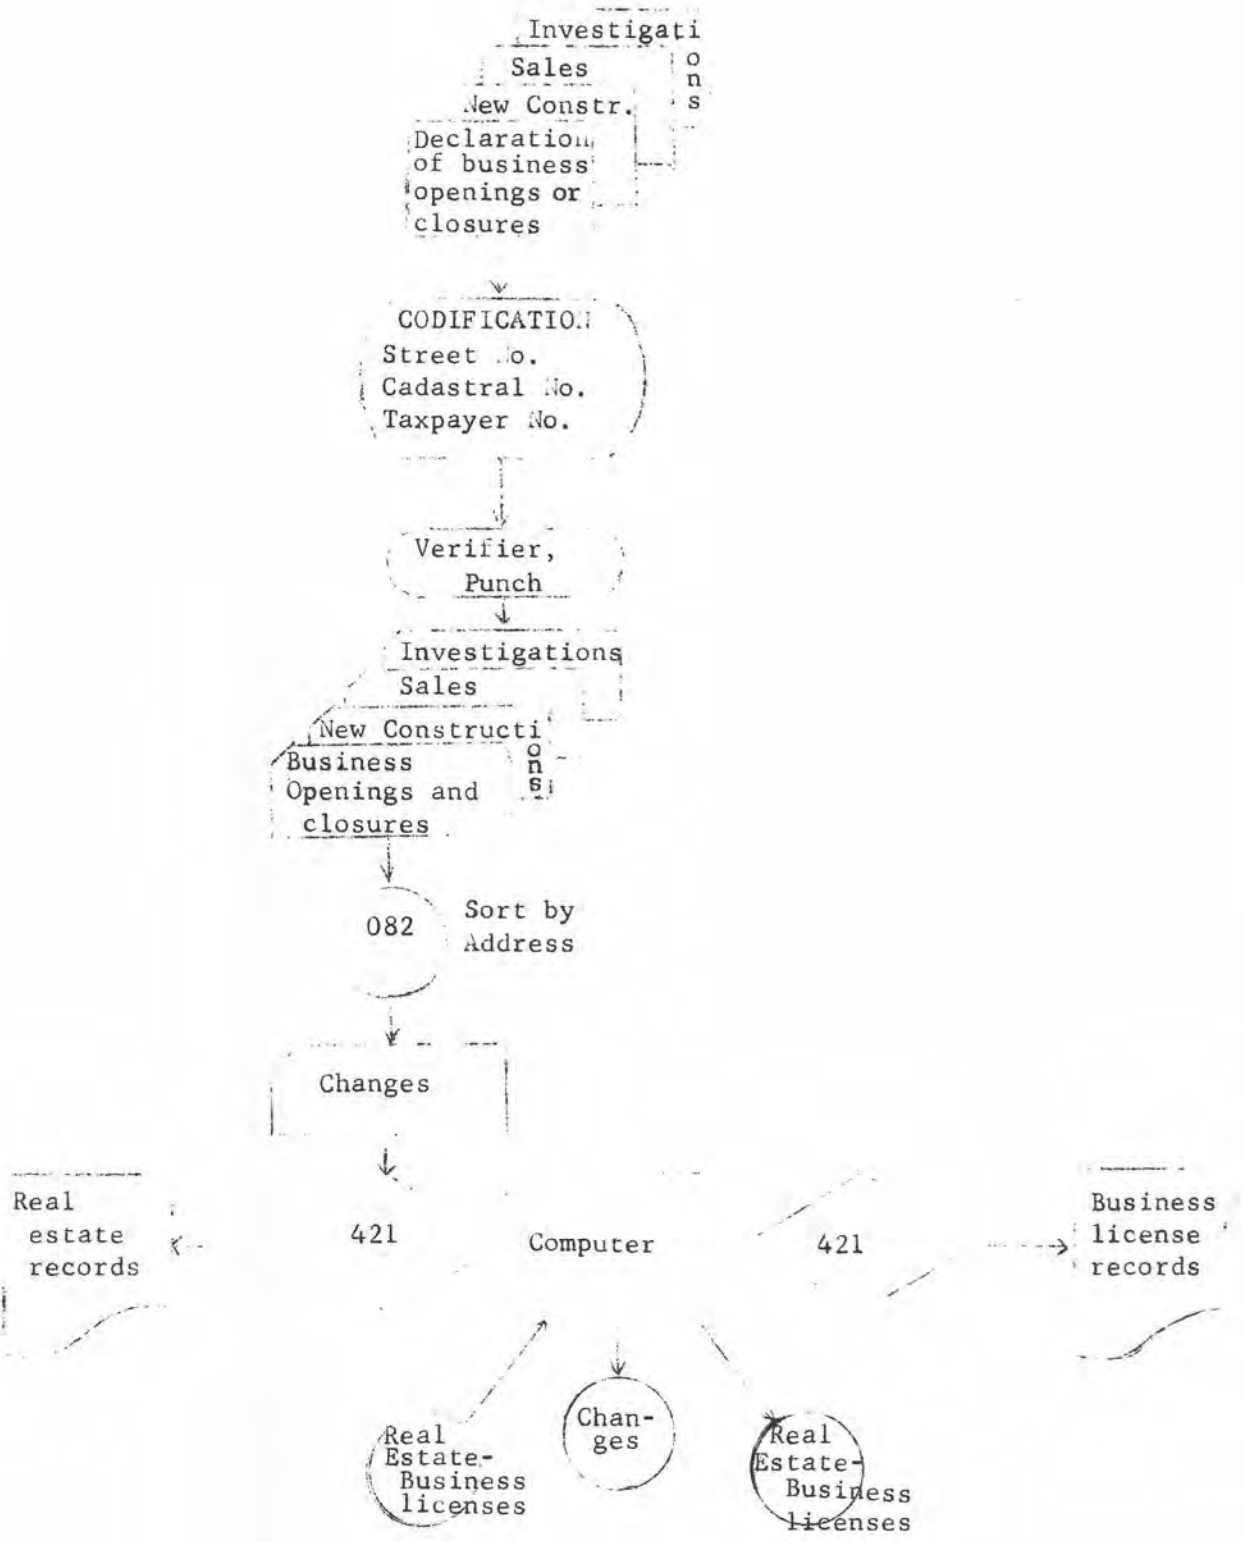 Investigations
Sales
New Constr.
Declaration
of business
openings or
closures
CODIFICATION
Street No.
Cadastral No.
Taxpayer No.
Verifier,
Punch
Investigations
Sales
New Constructions
Business
Openings and
closures
082
Sort by
Address
Changes
Real
estate
records
421
Computer
421
Business
license
records
Real
Estate-
Business
licenses
Chan-
ges
Real
Estate-
Business
licenses